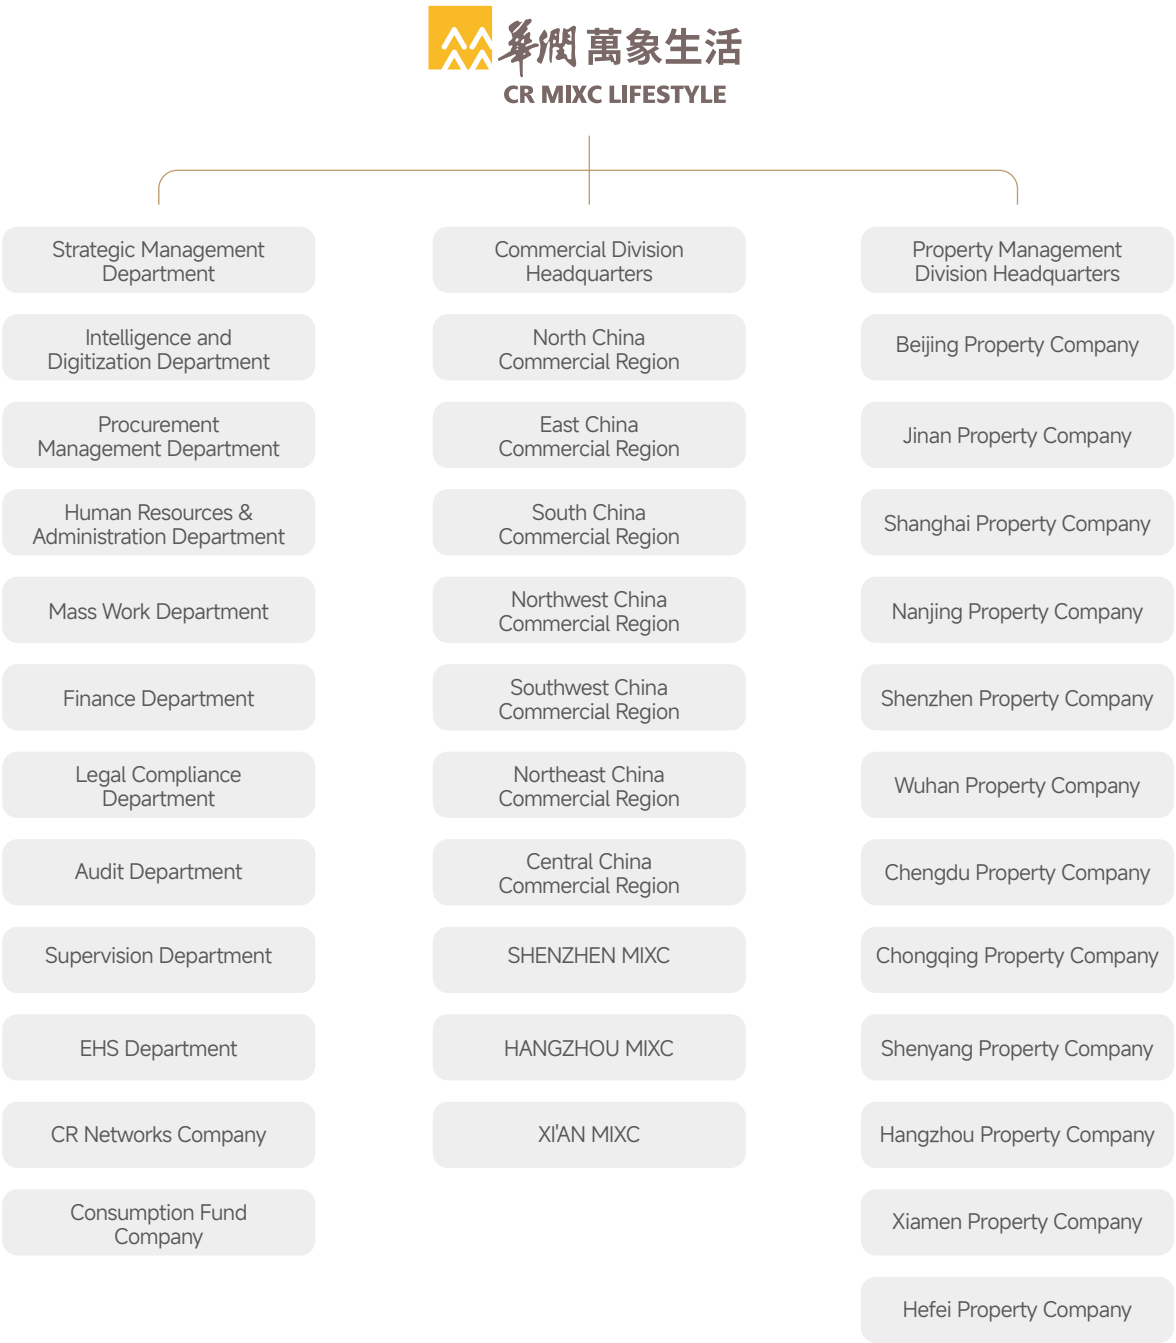 華潤萬象生活
CR MIXC LIFESTYLE
Strategic Management
Department
Intelligence and
Digitization Department
Procurement
Management Department
Human Resources &
Administration Department
Mass Work Department
Finance Department
Legal Compliance
Department
Audit Department
Supervision Department
EHS Department
CR Networks Company
Consumption Fund
Company
Commercial Division
Headquarters
North China
Commercial Region
East China
Commercial Region
South China
Commercial Region
Northwest China
Commercial Region
Southwest China
Commercial Region
Northeast China
Commercial Region
Central China
Commercial Region
SHENZHEN MIXC
HANGZHOU MIXC
XI'AN MIXC
Property Management
Division Headquarters
Beijing Property Company
Jinan Property Company
Shanghai Property Company
Nanjing Property Company
Shenzhen Property Company
Wuhan Property Company
Chengdu Property Company
Chongqing Property Company
Shenyang Property Company
Hangzhou Property Company
Xiamen Property Company
Hefei Property Company